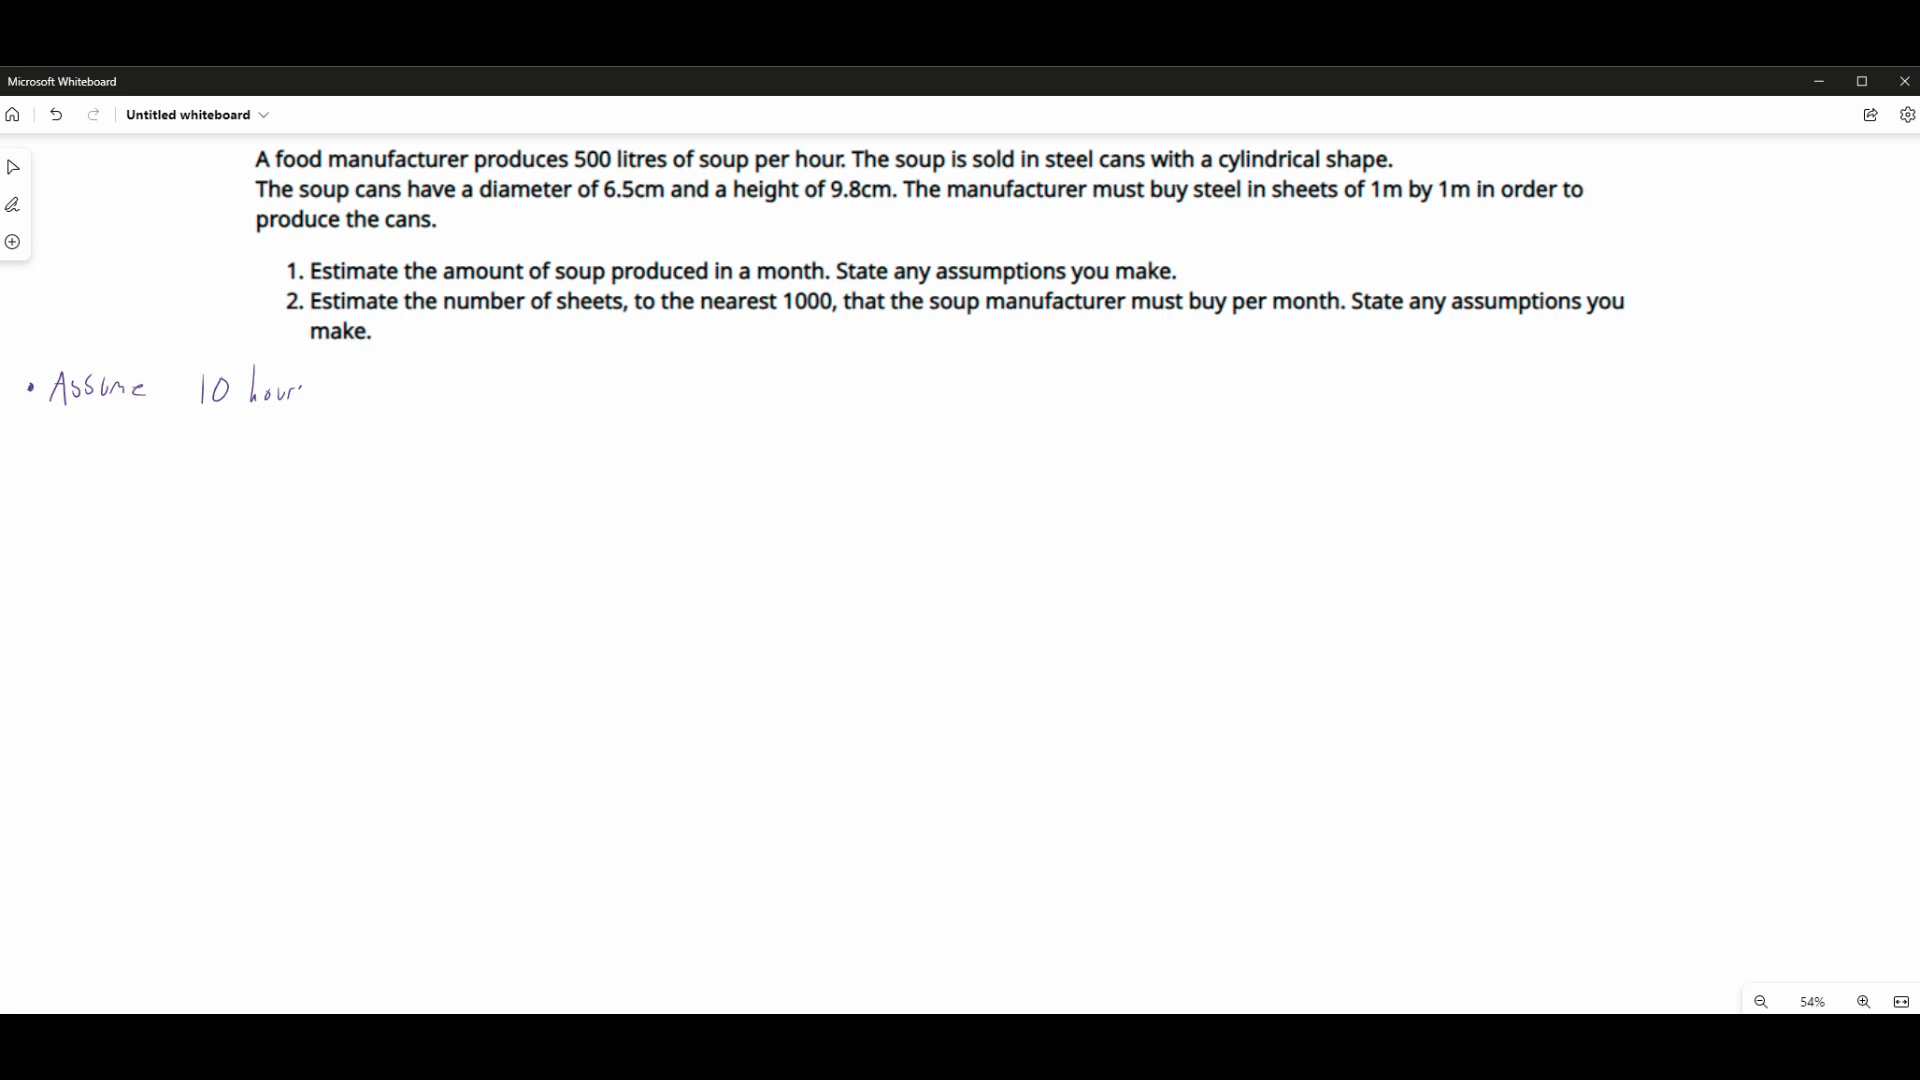 Microsoft Whiteboard
Untitled whiteboard
A food manufacturer produces 500 litres of soup per hour. The soup is sold in steel cans with a cylindrical shape.
The soup cans have a diameter of 6.5cm and a height of 9.8cm. The manufacturer must buy steel in sheets of 1m by 1m in order to
produce the cans.
1. Estimate the amount of soup produced in a month. State any assumptions you make.
2. Estimate the number of sheets, to the nearest 1000, that the soup manufacturer must buy per month. State any assumptions you
make.
• Assume 10 hour
54%